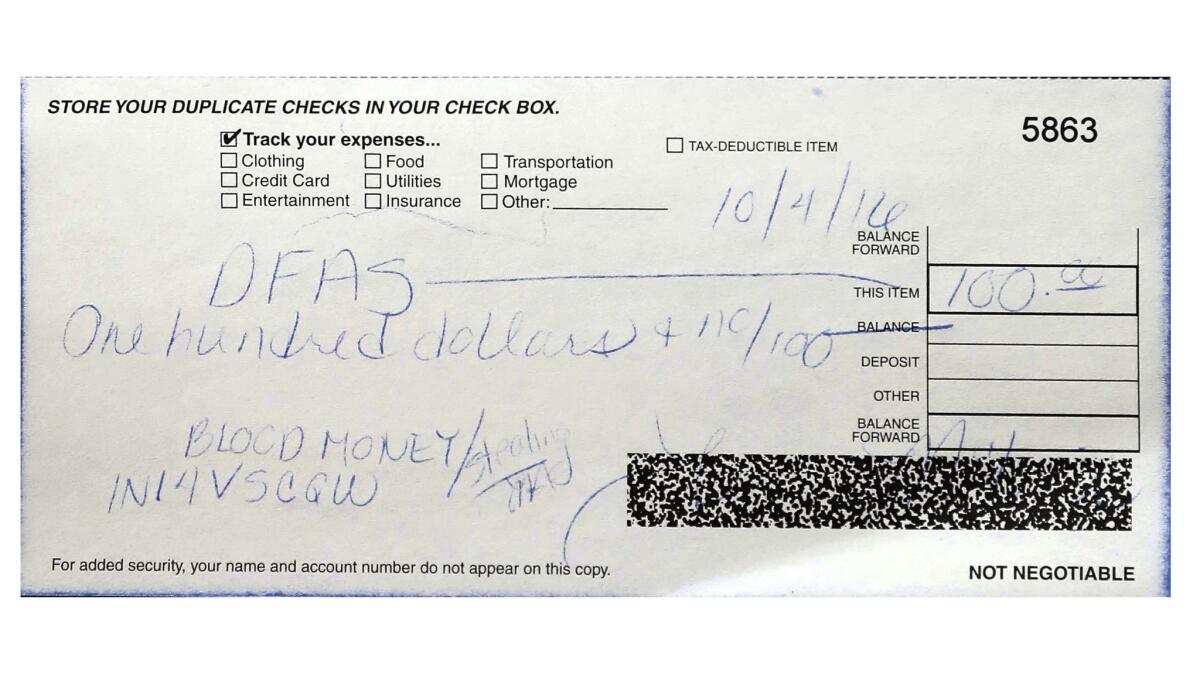 STORE YOUR DUPLICATE CHECKS IN YOUR CHECK BOX.
5863
Track your expenses...
TAX-DEDUCTIBLE ITEM
Clothing Food Transportation
Credit Card Utilities Mortgage
Entertainment Insurance Other:
10/4/16
BALANCE FORWARD
DFAS
THIS ITEM 100.00
One hundred dollars + no/100
BALANCE
DEPOSIT
OTHER
BALANCE FORWARD
BLOOD MONEY/ Stealing
IN14VSCQW
For added security, your name and account number do not appear on this copy.
NOT NEGOTIABLE